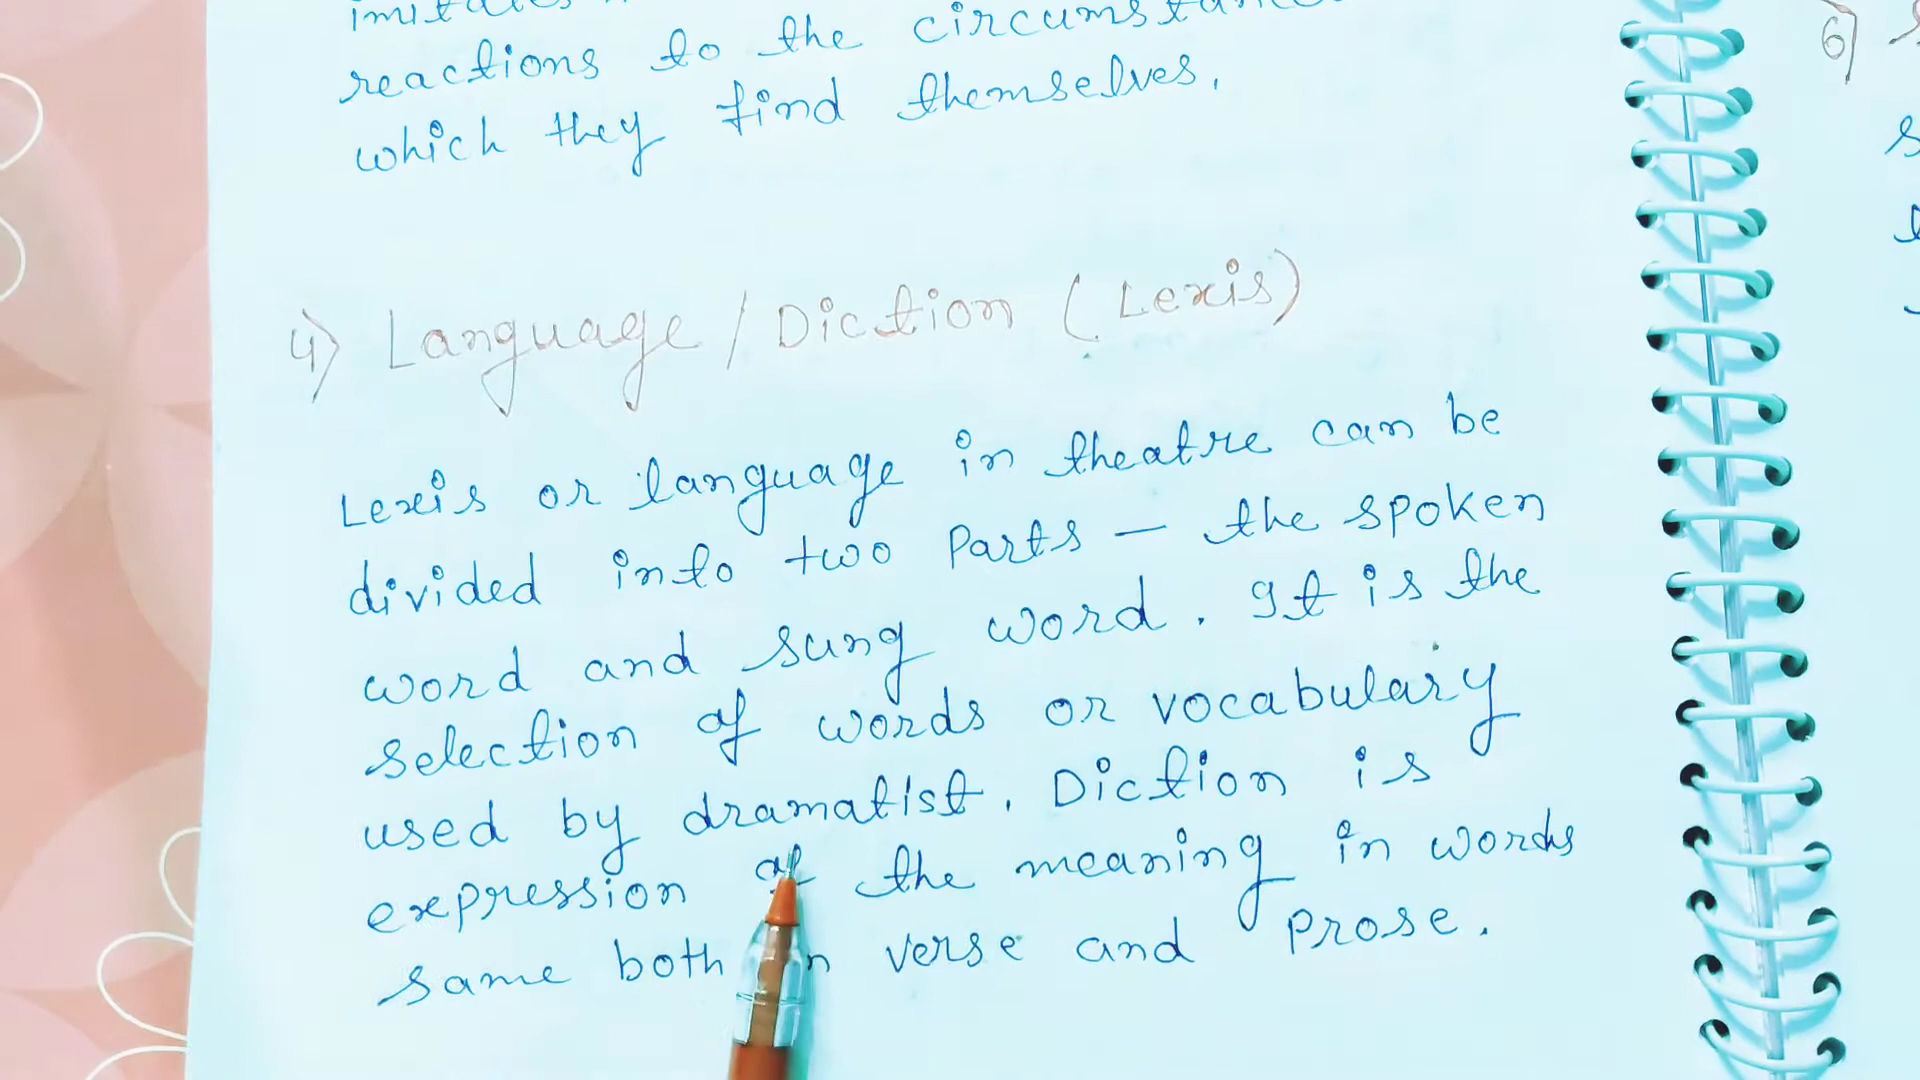 reactions to the
which they find themselves.
4) Language / Diction (Lexis)
Lexis or language in theatre can be
divided into two Parts - the spoken
word and sung word. It is the
selection of words or vocabulary
used by dramatist. Diction is
expression of the meaning in words
same both in verse and prose.
6)